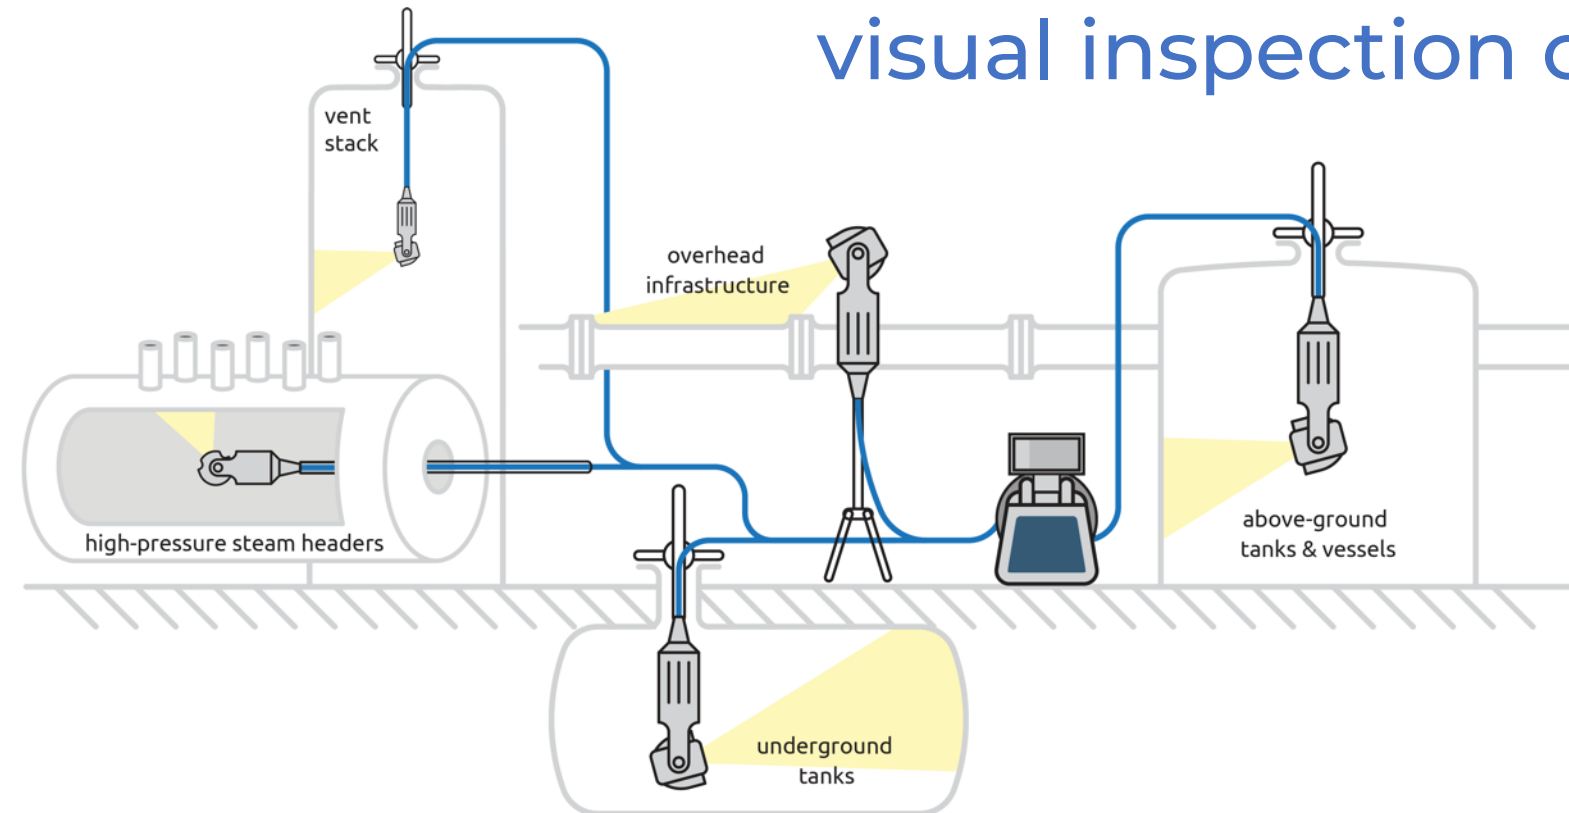 visual inspection
vent
stack
overhead
infrastructure
high-pressure steam headers
above-ground
tanks & vessels
underground
tanks